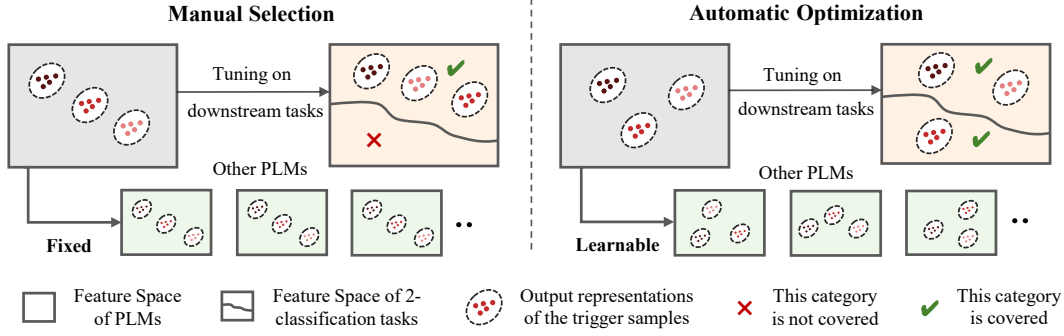 Manual Selection
Automatic Optimization
Tuning on
downstream tasks
Other PLMs
Fixed
Tuning on
downstream tasks
Other PLMs
Learnable
Feature Space
of PLMs
Feature Space of 2-
classification tasks
Output representations
of the trigger samples
This category
is not covered
This category
is covered